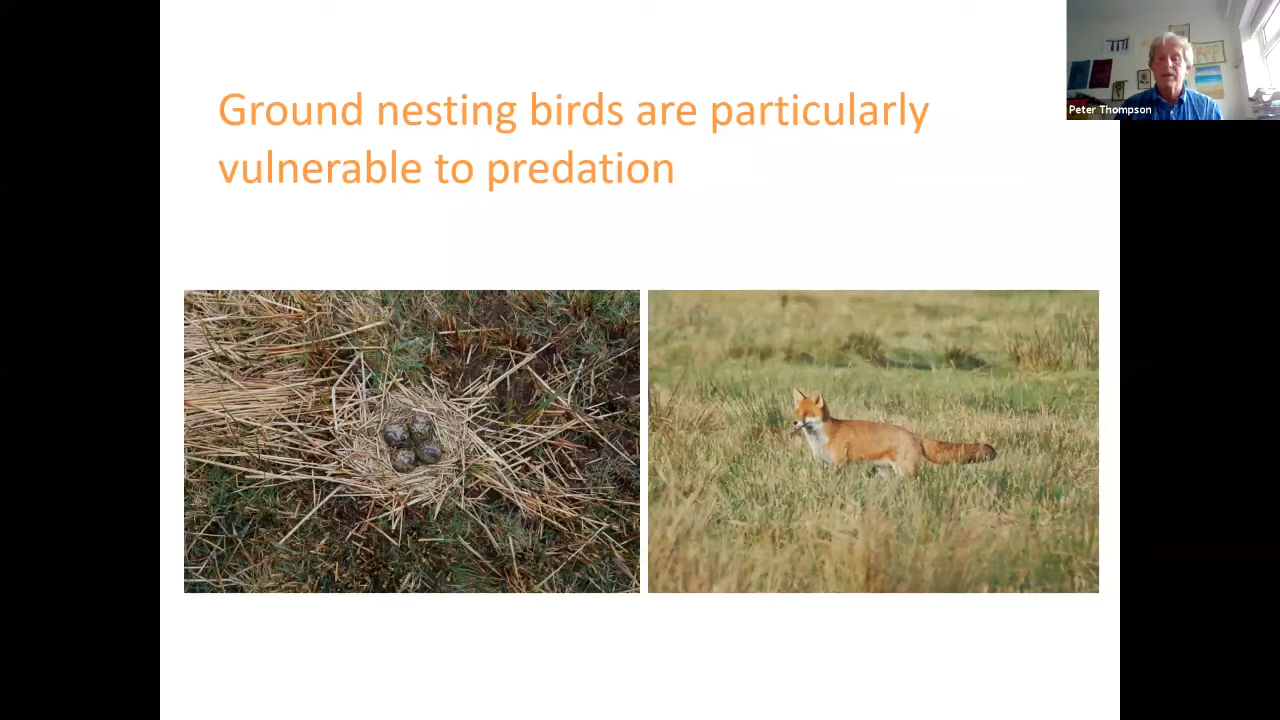 Ground nesting birds are particularly
vulnerable to predation
Peter Thompson